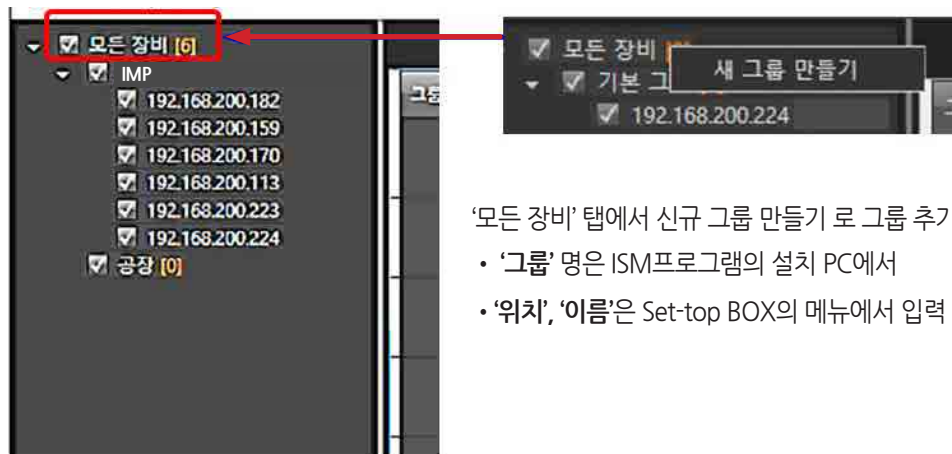 모든 장비 [6]
IMP
192.168.200.182
192.168.200.159
192.168.200.170
192.168.200.113
192.168.200.223
192.168.200.224
공장 [0]
모든 장비
새 그룹 만들기
기본
192.168.200.224
‘모든 장비’ 탭에서 신규 그룹 만들기 로 그룹 추가
• ‘그룹’ 명은 ISM프로그램의 설치 PC에서
• ‘위치’, ‘이름’은 Set-top BOX의 메뉴에서 입력